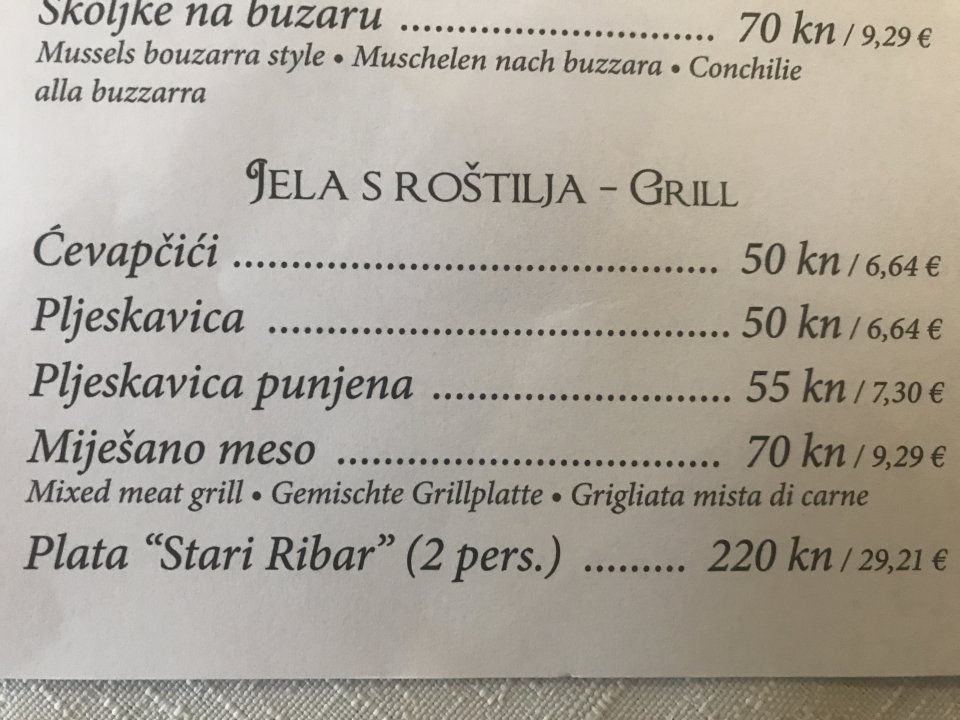 Školjke na buzaru ............................ 70 kn / 9,29 €
Mussels bouzarra style • Muschelen nach buzzara • Conchilie
alla buzzarra
Jela s roštilja - Grill
Ćevapčići ......................................... 50 kn / 6,64 €
Pljeskavica ....................................... 50 kn / 6,64 €
Pljeskavica punjena ......................... 55 kn / 7,30 €
Miješano meso ................................ 70 kn / 9,29 €
Mixed meat grill • Gemischte Grillplatte • Grigliata mista di carne
Plata “Stari Ribar” (2 pers.) ......... 220 kn / 29,21 €